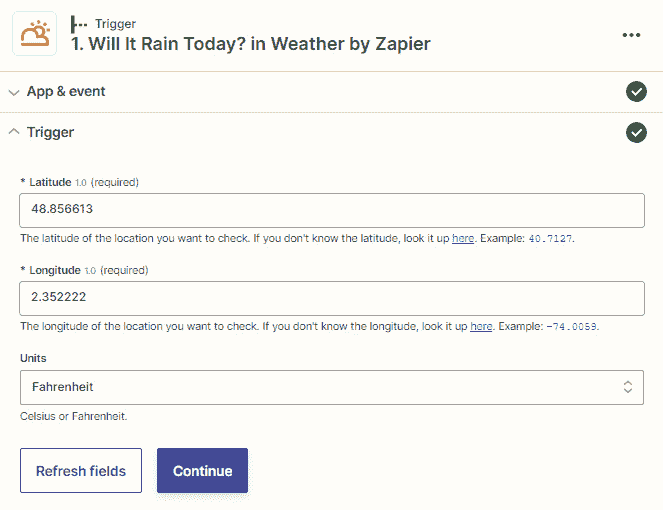 Trigger
1. Will It Rain Today? in Weather by Zapier
App & event
Trigger
* Latitude 1.0 (required)
48.856613
The latitude of the location you want to check. If you don't know the latitude, look it up here. Example: 40.7127.
* Longitude 1.0 (required)
2.352222
The longitude of the location you want to check. If you don't know the longitude, look it up here. Example: -74.0059.
Units
Fahrenheit
Celsius or Fahrenheit.
Refresh fields Continue